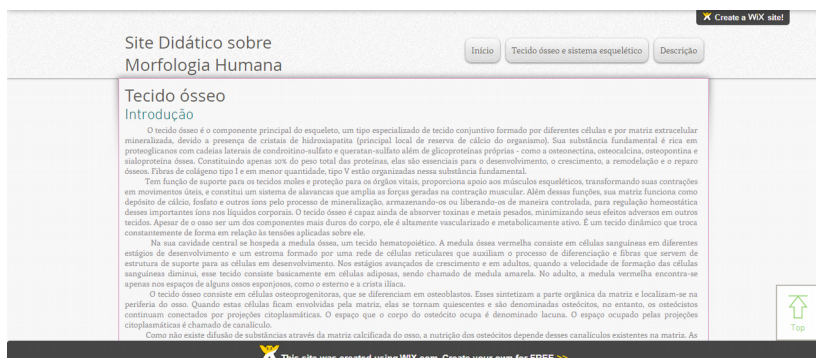 Create a WiX site!
Site Didático sobre
Morfologia Humana
Início
Tecido ósseo e sistema esquelético
Descrição
Tecido ósseo
Introdução
O tecido ósseo é o componente principal do esqueleto, um tipo especializado de tecido conjuntivo formado por diferentes células e por matriz extracelular
mineralizada, devido a presença de cristais de hidroxiapatita (principal local de reserva de cálcio do organismo). Sua substância fundamental é rica em
proteoglicanos com cadeias laterais de condroitino-sulfato e queratan-sulfato além de glicoproteínas próprias - como a osteonectina, osteocalcina, osteopontina e
sialoproteína óssea. Constituindo apenas 10% do peso total das proteínas, elas são essenciais para o desenvolvimento, o crescimento, a remodelação e o reparo
ósseos. Fibras de colágeno tipo I e em menor quantidade, tipo V estão organizadas nessa substância fundamental.
Tem função de suporte para os tecidos moles e proteção para os órgãos vitais, proporciona apoio aos músculos esqueléticos, transformando suas contrações
em movimentos úteis, e constitui um sistema de alavancas que amplia as forças geradas na contração muscular. Além dessas funções, sua matriz funciona como
depósito de cálcio, fosfato e outros íons pelo processo de mineralização, armazenando-os ou liberando-os de maneira controlada, para regulação homeostática
desses importantes íons nos líquidos corporais. O tecido ósseo é capaz ainda de absorver toxinas e metais pesados, minimizando seus efeitos adversos em outros
tecidos. Apesar de o osso ser um dos componentes mais duros do corpo, ele é altamente vascularizado e metabolicamente ativo. É um tecido dinâmico que troca
constantemente de forma em relação às tensões aplicadas sobre ele.
Na sua cavidade central se hospeda a medula óssea, um tecido hematopoiético. A medula óssea vermelha consiste em células sanguíneas em diferentes
estágios de desenvolvimento e um estroma formado por uma rede de células reticulares que auxiliam o processo de diferenciação e fibras que servem de
estrutura de suporte para as células em desenvolvimento. Nos estágios avançados de crescimento e em adultos, quando a velocidade de formação das células
sanguíneas diminui, esse tecido consiste basicamente em células adiposas, sendo chamado de medula amarela. No adulto, a medula vermelha encontra-se
apenas nos espaços de alguns ossos esponjosos, como o esterno e a crista ilíaca.
O tecido ósseo consiste em células osteoprogenitoras, que se diferenciam em osteoblastos. Esses sintetizam a parte orgânica da matriz e localizam-se na
periferia do osso. Quando estas células ficam envolvidas pela matriz, elas se tornam quiescentes e são denominadas osteócitos, no entanto, os osteócitos
continuam conectados por projeções citoplasmáticas. O espaço que o corpo do osteócito ocupa é denominado lacuna. O espaço ocupado pelas projeções
citoplasmáticas é chamado de canalículo.
Como não existe difusão de substâncias através da matriz calcificada do osso, a nutrição dos osteócitos depende desses canalículos existentes na matriz. As
Top
This site was created using WIX.com. Create your own for FREE >>